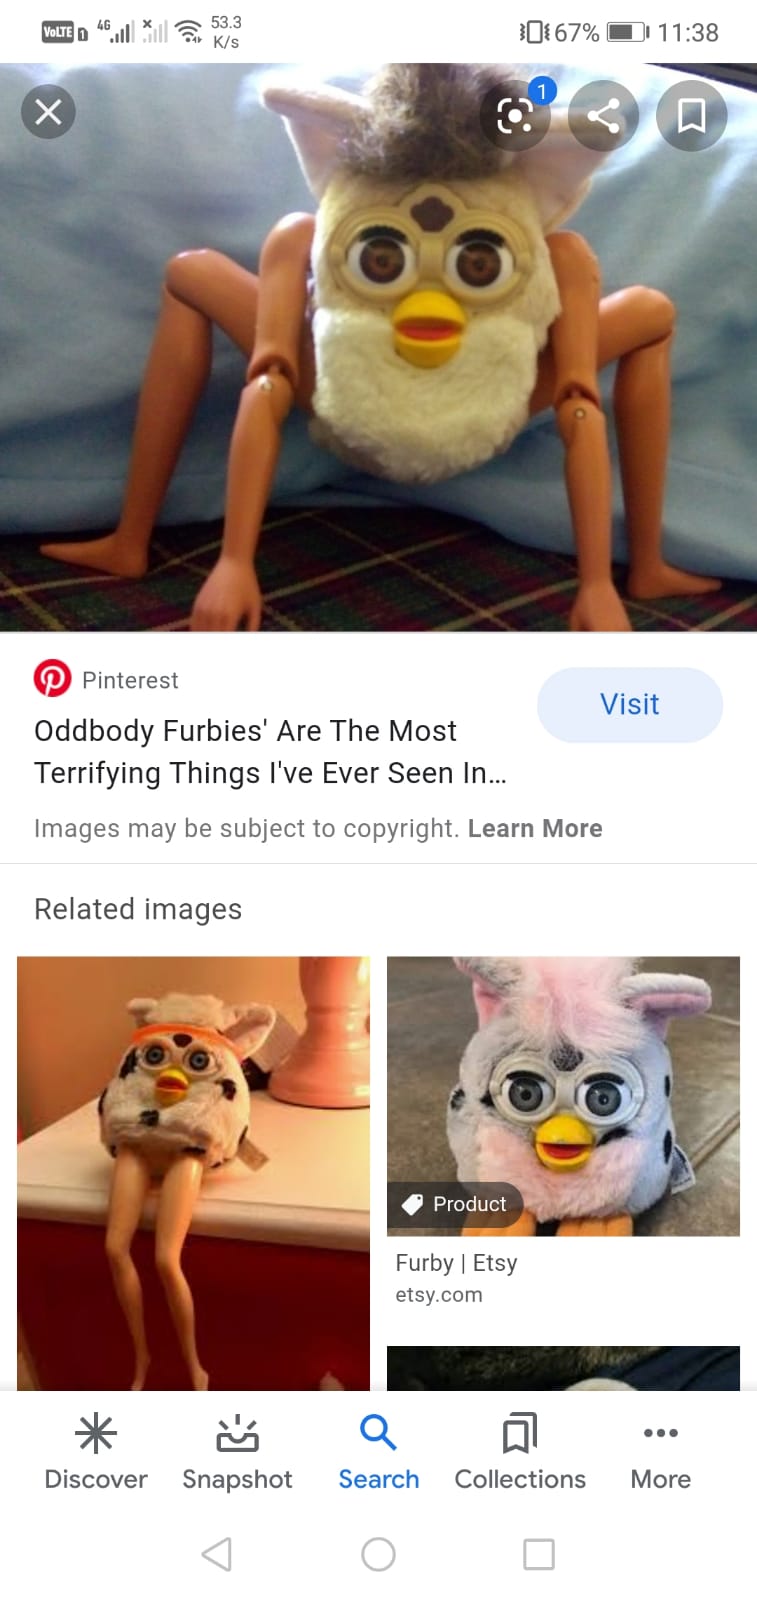 VoLTE 1 4G 53.3 K/s 67% 11:38
1
Pinterest
Visit
Oddbody Furbies' Are The Most
Terrifying Things I've Ever Seen In...
Images may be subject to copyright. Learn More
Related images
Product
Furby | Etsy
etsy.com
Discover Snapshot Search Collections More